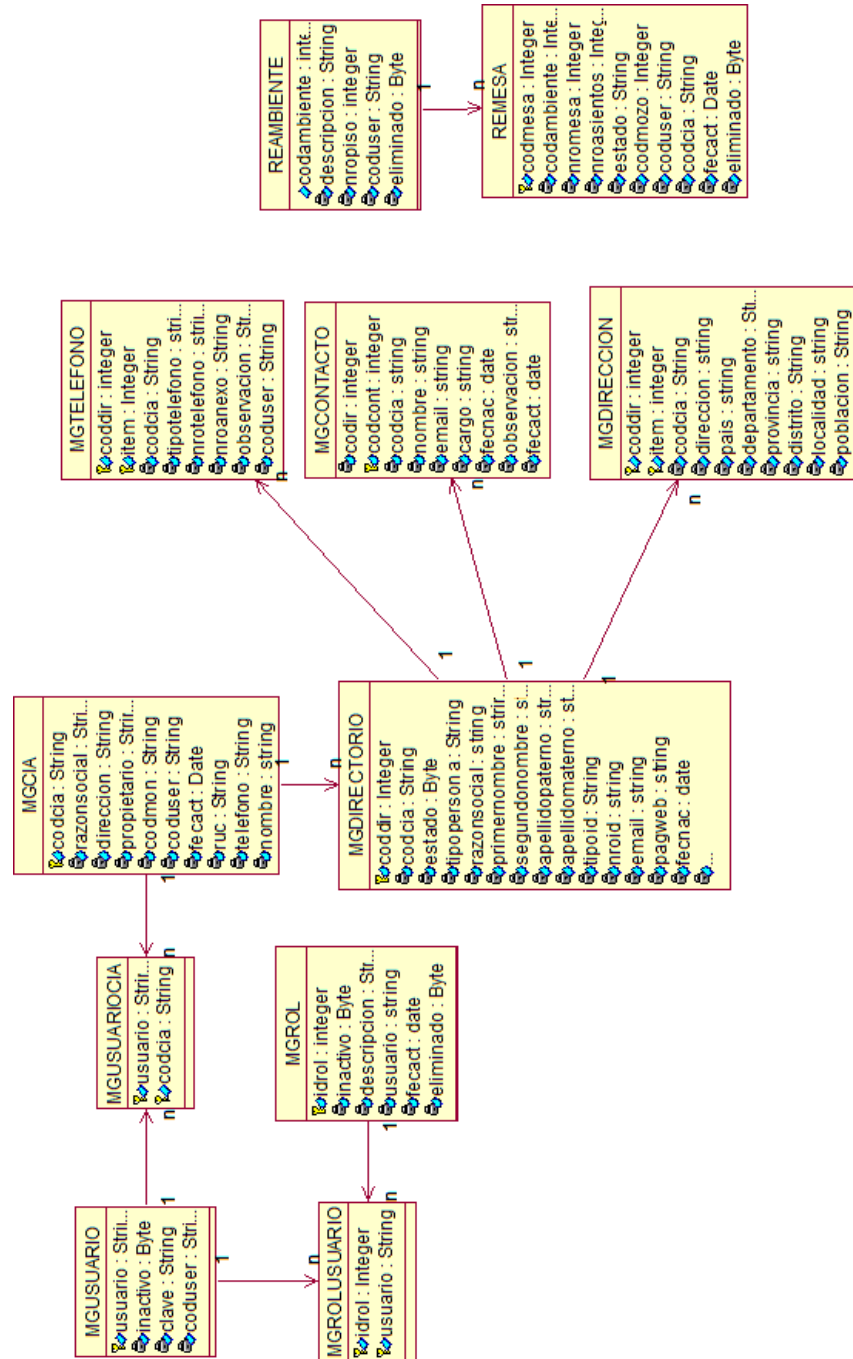 MGUSUARIO
usuario : Strii...
inactivo : Byte
clave : String
coduser : Stri...
1
n
1
n
MGUSUARIOCIA
usuario : Strir...
codcia : String
n
1
MGCIA
codcia : String
razonsocial : Stri...
direccion : String
propietario : Strir...
codmon : String
coduser : String
fecact : Date
ruc : String
telefono : String
nombre : string
1
n
MGROLUSUARIO
idrol : Integer
usuario : String
n
1
MGROL
idrol : integer
inactivo : Byte
descripcion : Str...
usuario : string
fecact : date
eliminado : Byte
MGDIRECTORIO
coddir : Integer
codcia : String
estado : Byte
tipopersona : String
razonsocial : string
primernombre : strir...
segundonombre : s...
apellidopaterno : str...
apellidomaterno : st...
tipoid : String
nroid : string
email : string
pagweb : string
fecnac : date
...
1
1
1
MGTELEFONO
coddir : integer
item : Integer
codcia : String
tipotelefono : stri...
nrotelefono : strii...
nroanexo : String
observacion : Str...
coduser : String
n
MGCONTACTO
codir : integer
codcont : integer
codcia : string
nombre : string
email : string
cargo : string
fecnac : date
observacion : str...
fecact : date
n
MGDIRECCION
coddir : integer
item : Integer
codcia : String
direccion : string
pais : string
departamento : Sti...
provincia : string
distrito : String
localidad : string
poblacion : String
n
REAMBIENTE
codambiente : inte...
descripcion : String
nropiso : integer
coduser : String
eliminado : Byte
1
n
REMESA
codmesa : Integer
codambiente : Inte...
nromesa : Integer
nroasientos : Integ...
estado : String
codmozo : Integer
coduser : String
codcia : String
fecact : Date
eliminado : Byte